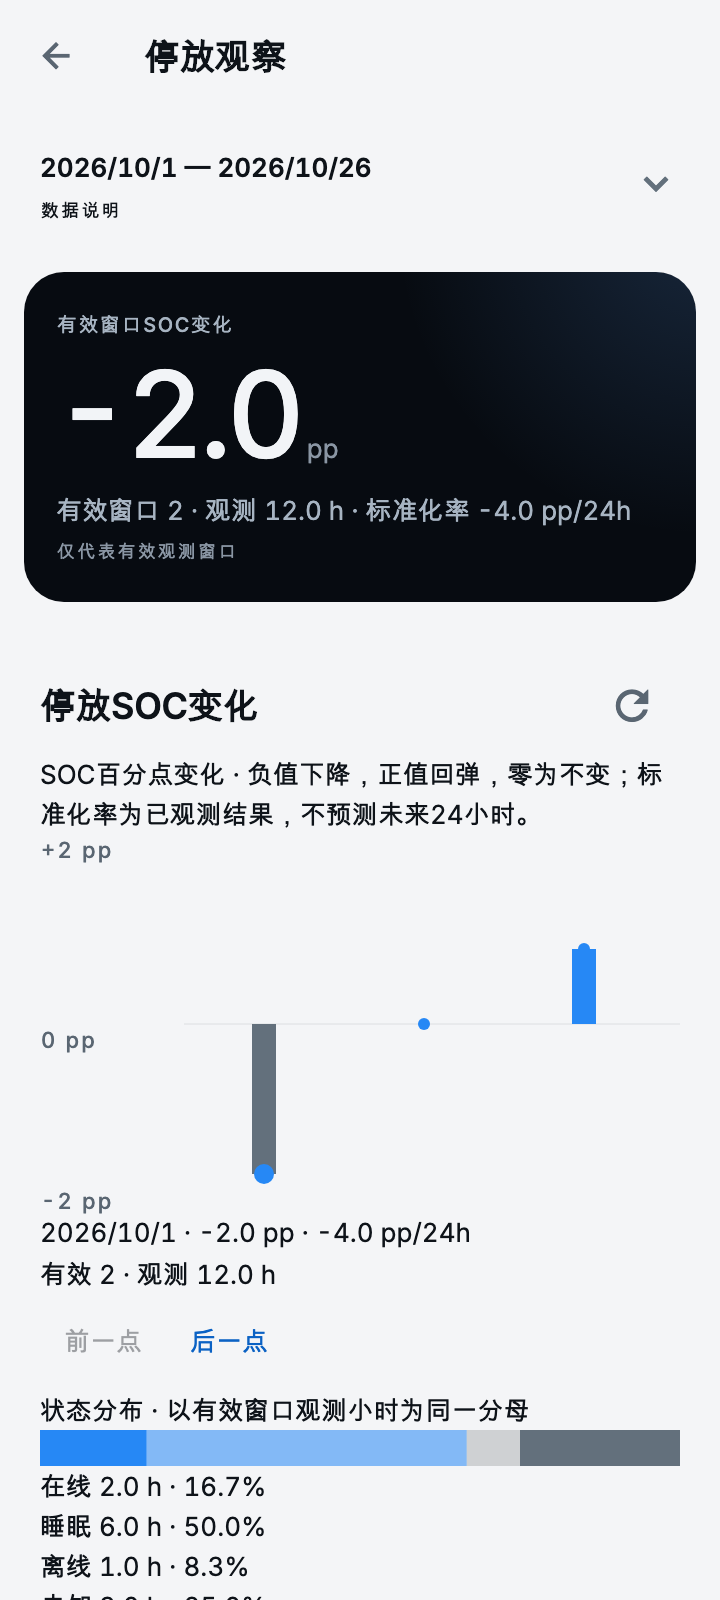 停放观察
2026/10/1 — 2026/10/26
数据说明
有效窗口SOC变化
-2.0 pp
有效窗口 2 · 观测 12.0 h · 标准化率 -4.0 pp/24h
仅代表有效观测窗口
停放SOC变化
SOC百分点变化 · 负值下降，正值回弹，零为不变；标
准化率为已观测结果，不预测未来24小时。
+2 pp
0 pp
-2 pp
2026/10/1 · -2.0 pp · -4.0 pp/24h
有效 2 · 观测 12.0 h
前一点 后一点
状态分布 · 以有效窗口观测小时为同一分母
在线 2.0 h · 16.7%
睡眠 6.0 h · 50.0%
离线 1.0 h · 8.3%